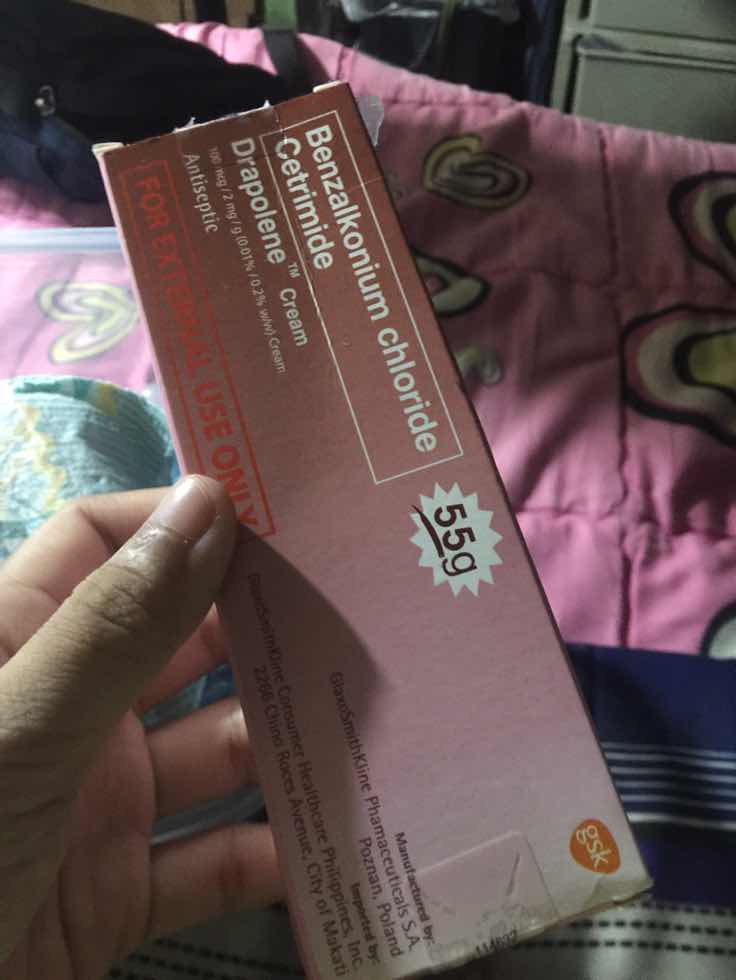 Benzalkonium chloride
Cetrimide
Drapolene™ Cream
100 mcg / 2 mg / g (0.01% / 0.2% w/w) Cream
Antiseptic
FOR EXTERNAL USE ONLY
55g
Manufactured by:
GlaxoSmithKline Phamaceuticals S.A.
Poznan, Poland
Imported by:
GlaxoSmithKline Consumer Healthcare Philippines, Inc.
2266 Chino Roces Avenue, City of Makati
gsk